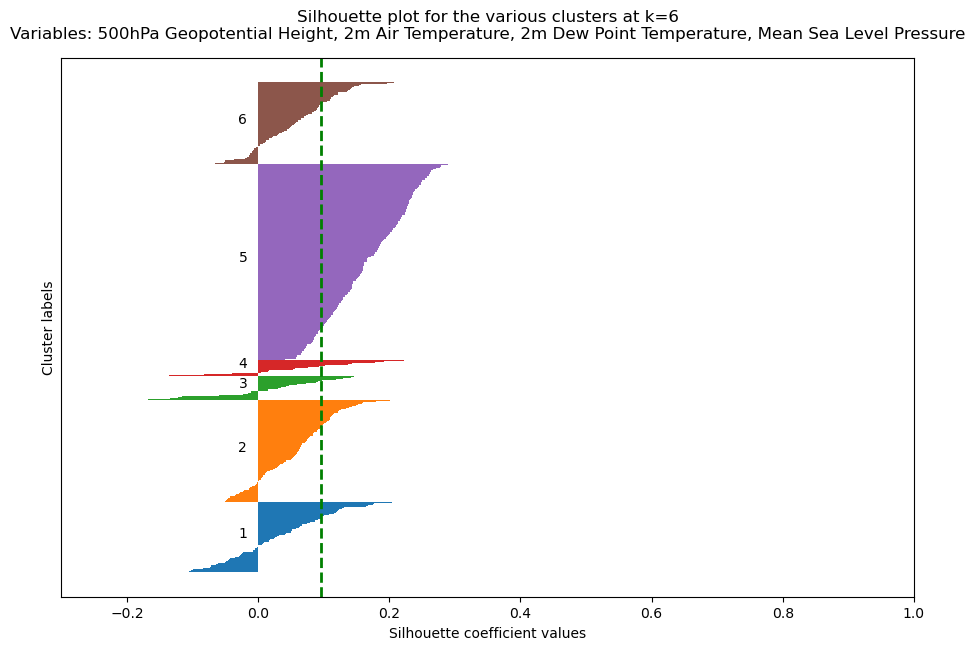 Silhouette plot for the various clusters at k=6
Variables: 500hPa Geopotential Height, 2m Air Temperature, 2m Dew Point Temperature, Mean Sea Level Pressure
6
5
4
3
2
1
Cluster labels
−0.2 0.0 0.2 0.4 0.6 0.8 1.0
Silhouette coefficient values